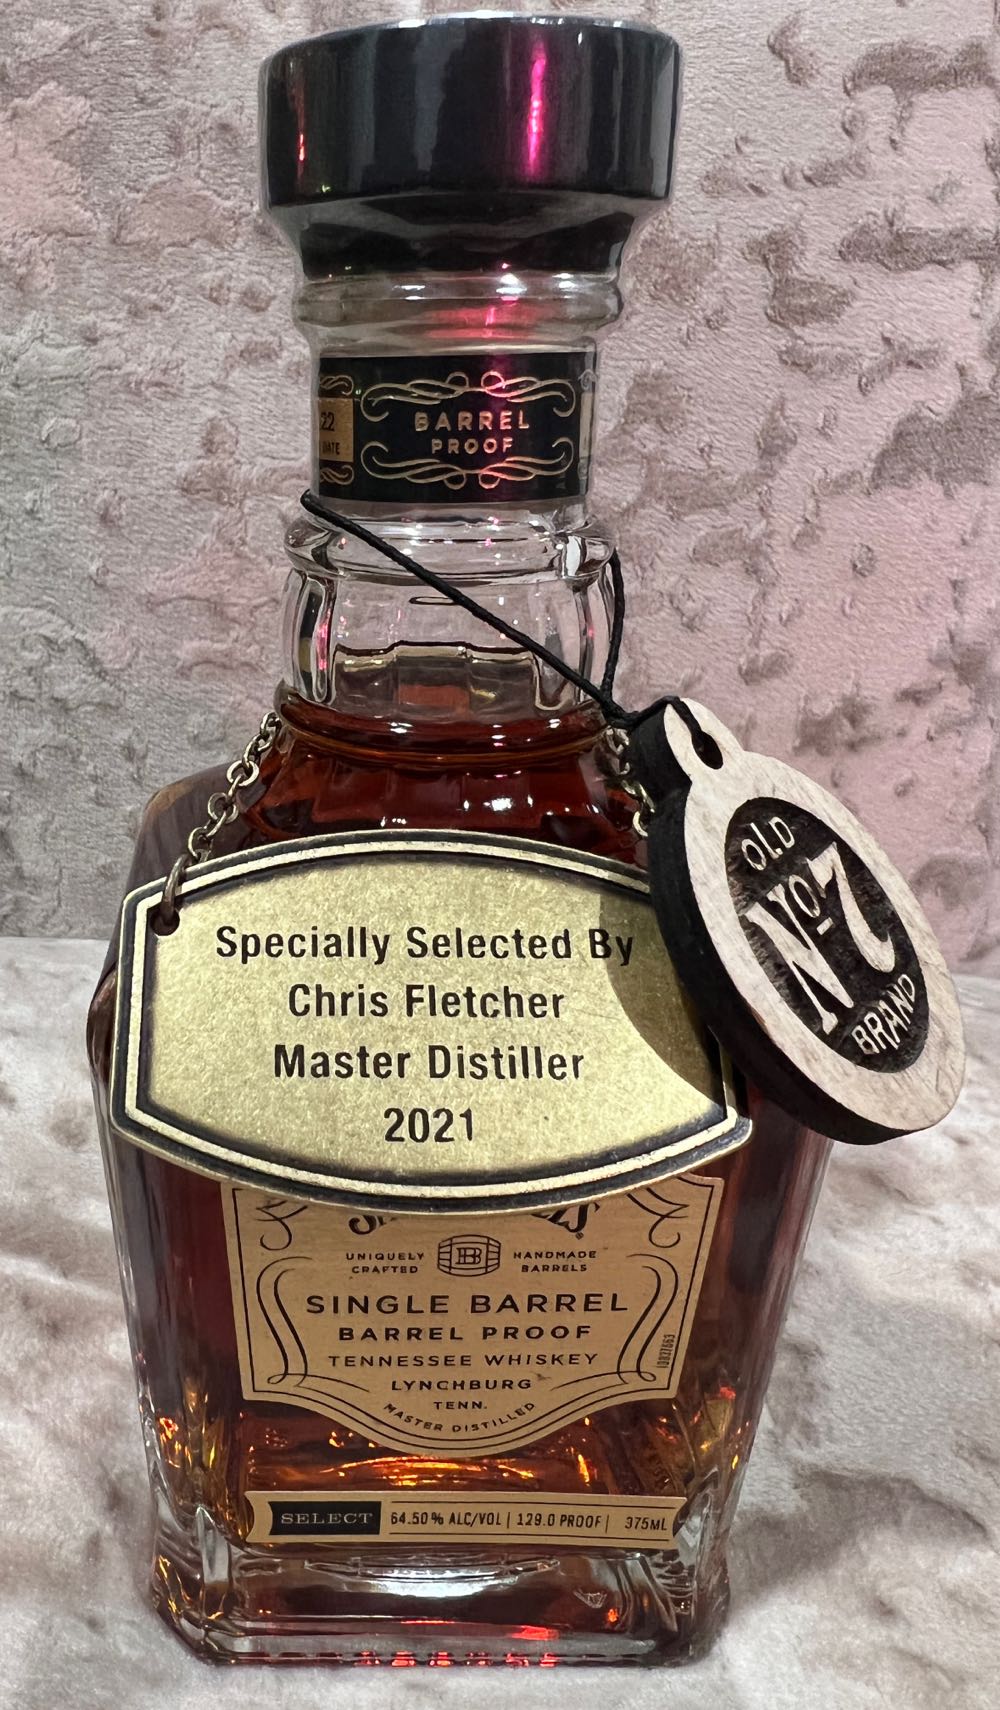 22
BARREL
PROOF
OLD
No7
BRAND
Specially Selected By
Chris Fletcher
Master Distiller
2021
UNIQUELY CRAFTED
B
HANDMADE BARRELS
SINGLE BARREL
BARREL PROOF
TENNESSEE WHISKEY
LYNCHBURG
TENN.
MASTER DISTILLED
SELECT 64.50% ALC/VOL | 129.0 PROOF | 375ML